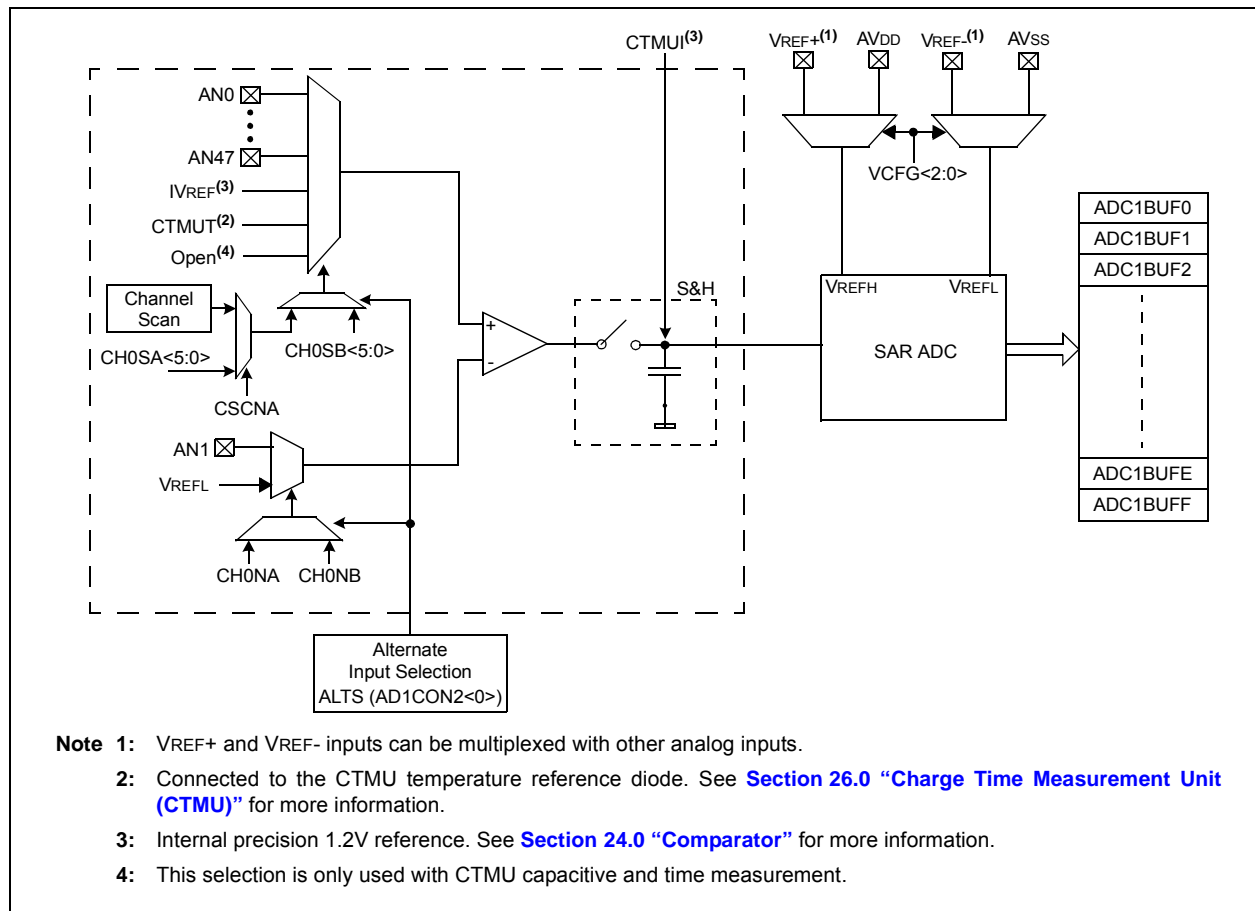 CTMUI(3)
VREF+(1) AVDD VREF-(1) AVSS
AN0
AN47
IVREF(3)
CTMUT(2)
Open(4)
VCFG<2:0>
ADC1BUF0
ADC1BUF1
ADC1BUF2
Channel
Scan
S&H
VREFH VREFL
CH0SA<5:0>
CH0SB<5:0>
+
-
SAR ADC
CSCNA
AN1
VREFL
ADC1BUFE
ADC1BUFF
CH0NA CH0NB
Alternate
Input Selection
ALTS (AD1CON2<0>)
Note 1: VREF+ and VREF- inputs can be multiplexed with other analog inputs.
2: Connected to the CTMU temperature reference diode. See Section 26.0 “Charge Time Measurement Unit
(CTMU)” for more information.
3: Internal precision 1.2V reference. See Section 24.0 “Comparator” for more information.
4: This selection is only used with CTMU capacitive and time measurement.